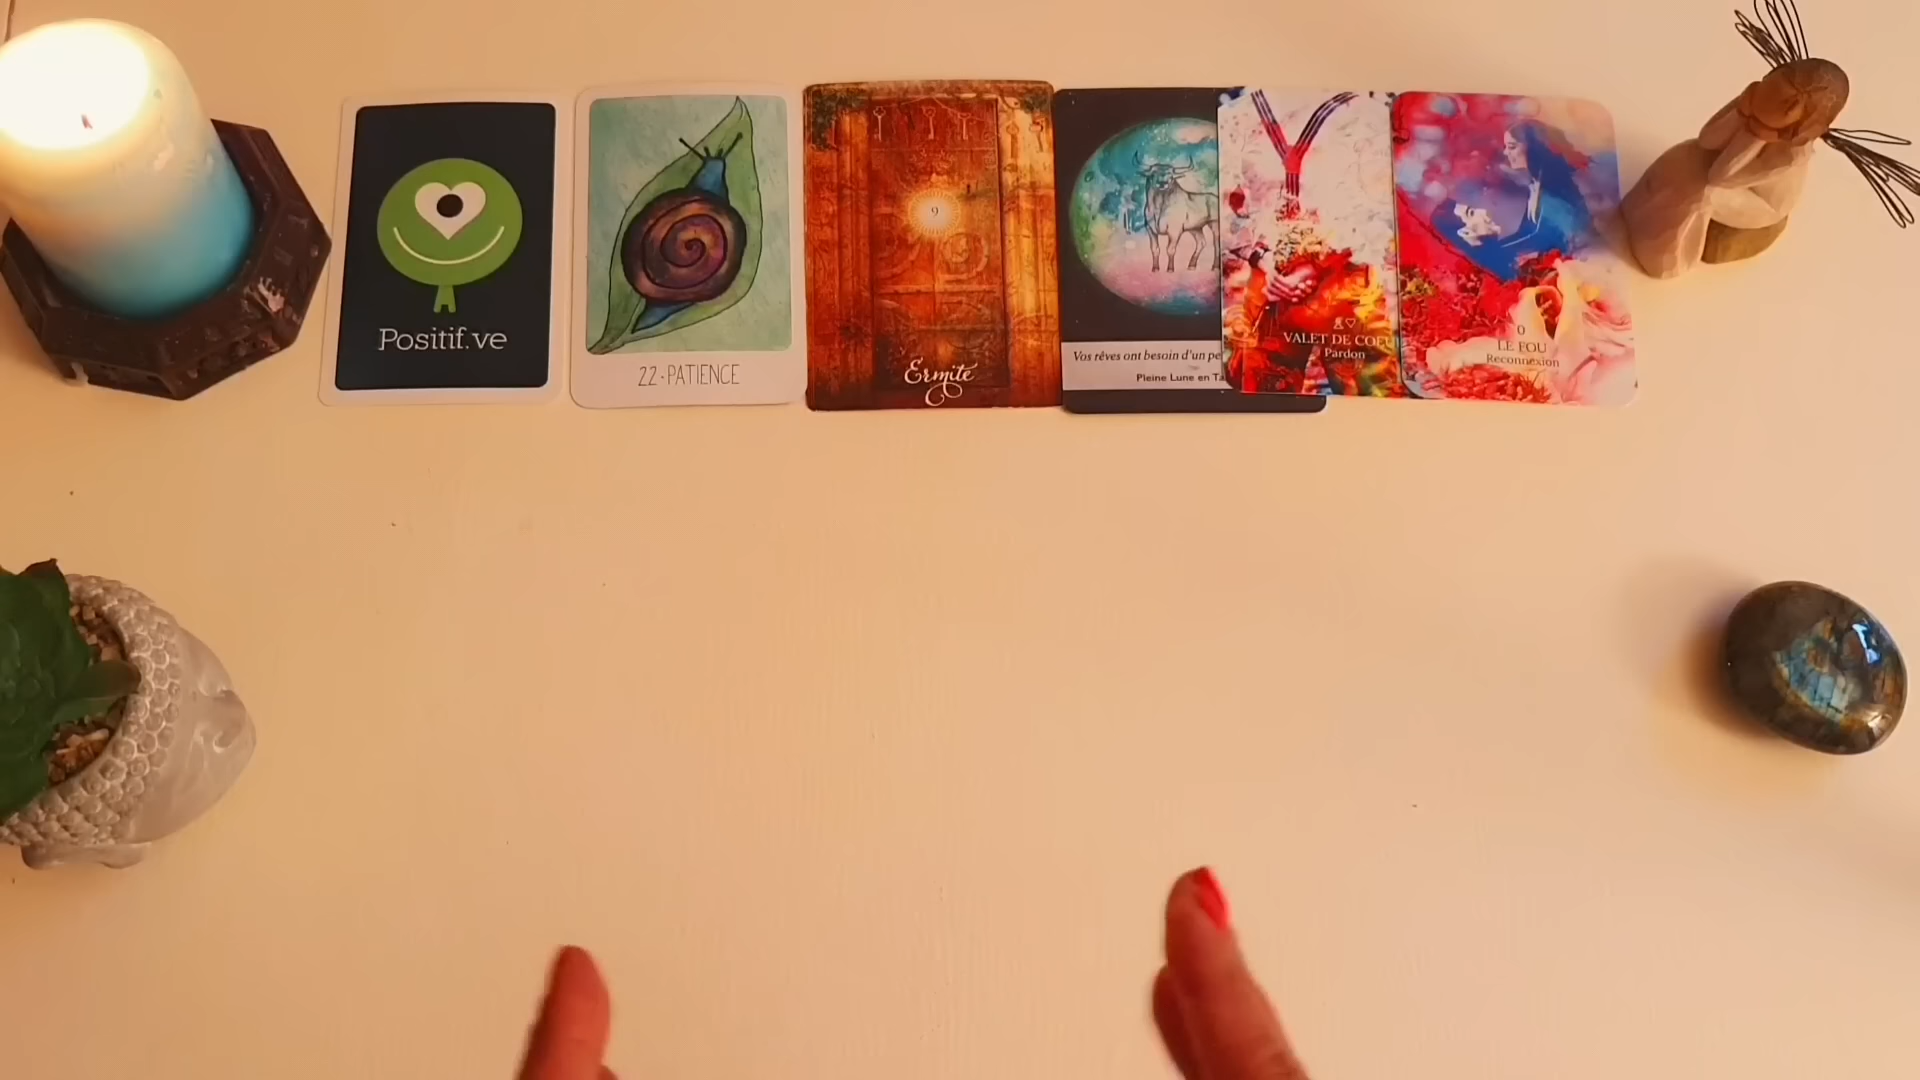 Positif.ve
22·PATIENCE
9
Ermite
Vos rêves ont besoin d'un pe
Pleine Lune en Ta
VALET DE COEU
Pardon
0
LE FOU
Reconnexion